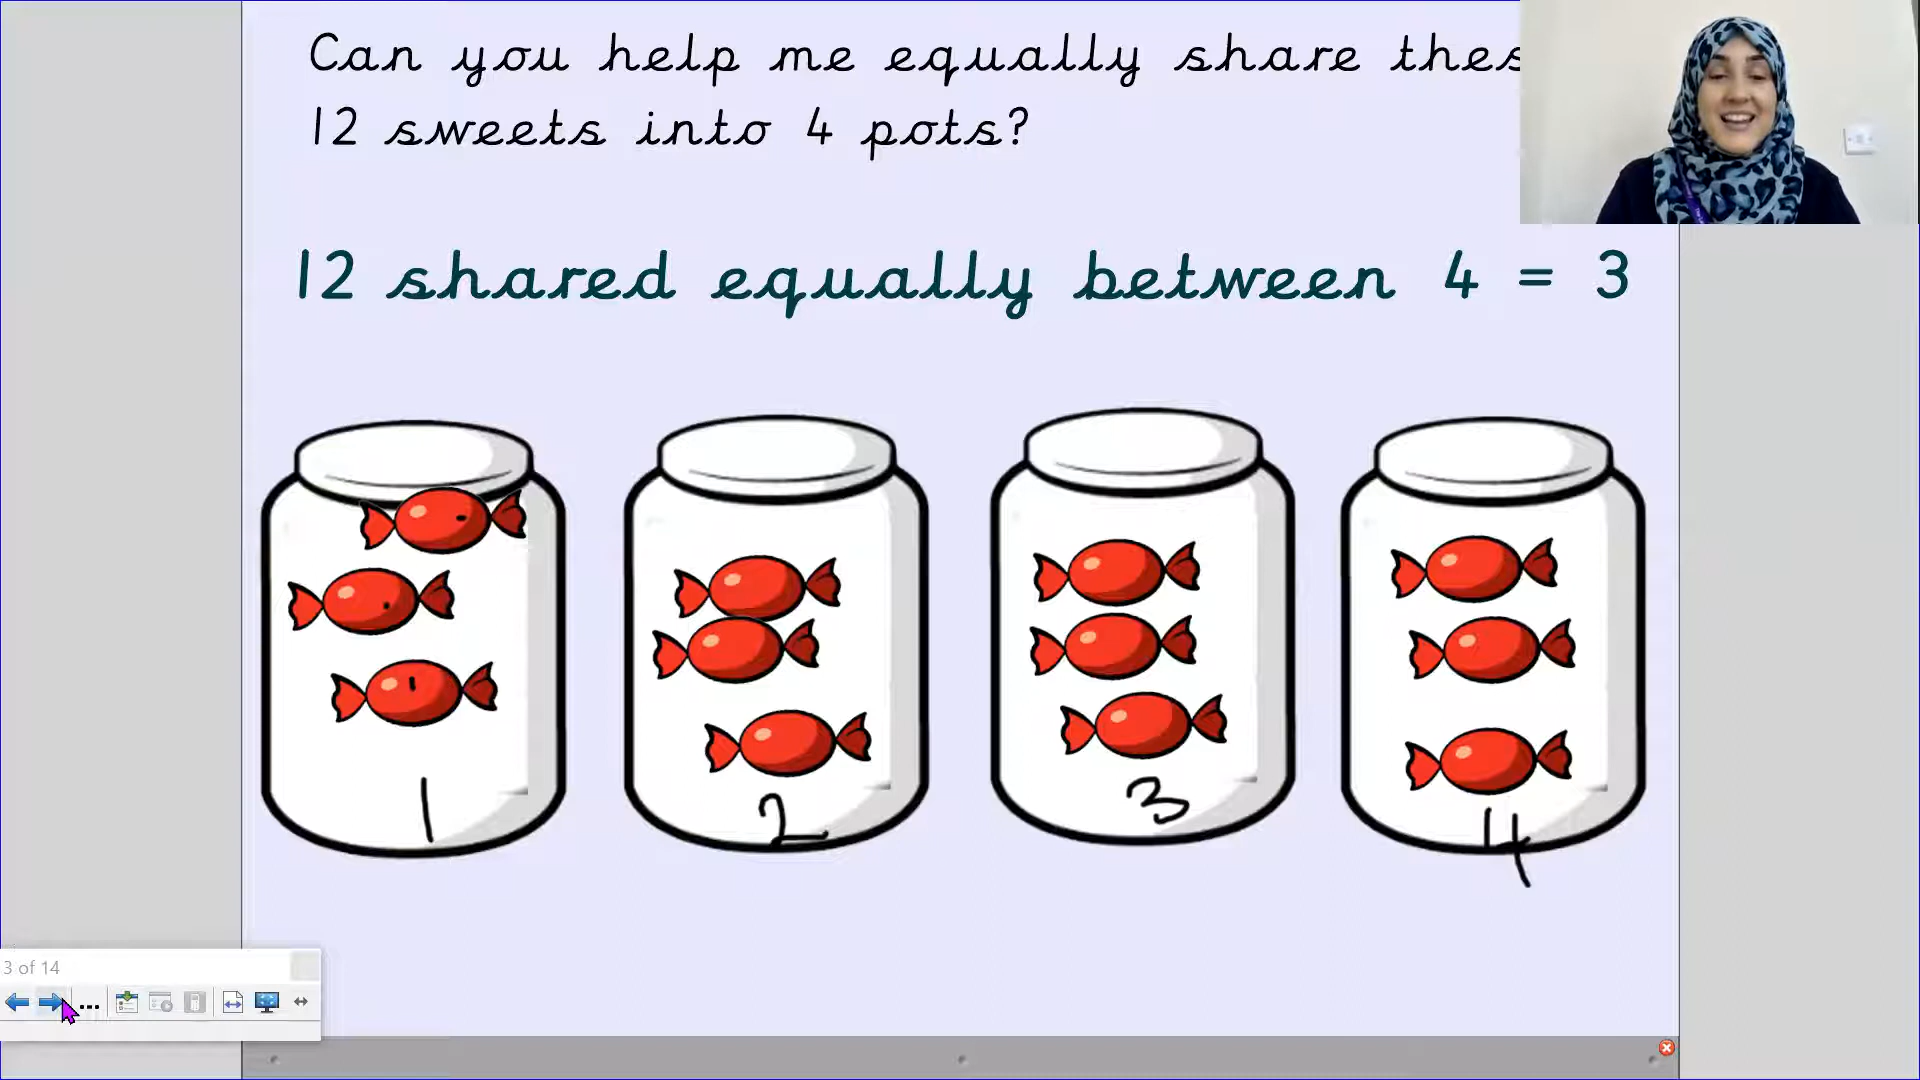 Can you help me equally share thes
12 sweets into 4 pots?
12 shared equally between 4 = 3
1 2 3 4
3 of 14